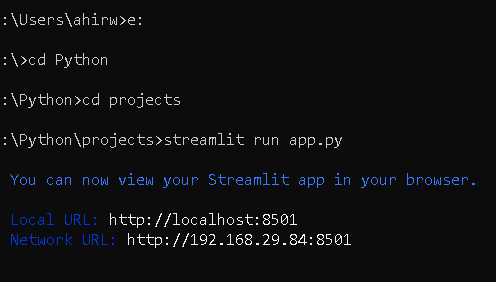 :\Users\ahirw>e:
:\>cd Python
:\Python>cd projects
:\Python\projects>streamlit run app.py
You can now view your Streamlit app in your browser.
Local URL: http://localhost:8501
Network URL: http://192.168.29.84:8501